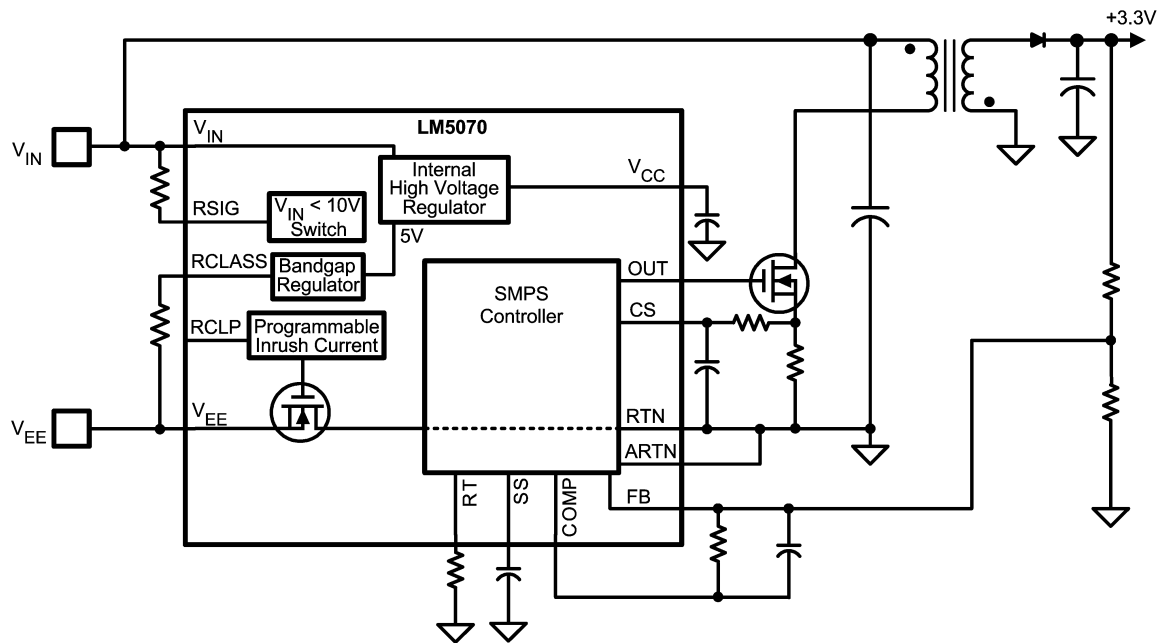 +3.3V
LM5070
VIN
VIN
Internal
High Voltage
Regulator
VCC
RSIG
VIN < 10V
Switch
5V
RCLASS
Bandgap
Regulator
OUT
SMPS
Controller
CS
RCLP
Programmable
Inrush Current
VEE
VEE
RTN
ARTN
RT
SS
COMP
FB